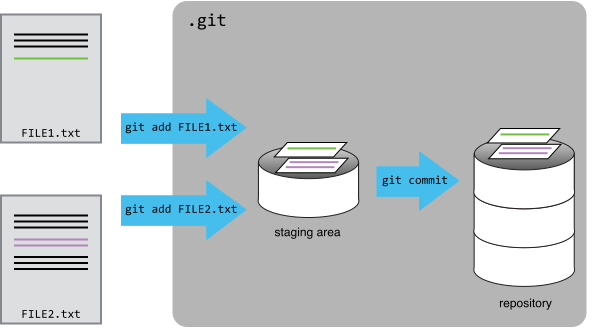 .git
FILE1.txt
git add FILE1.txt
git commit
git add FILE2.txt
staging area
repository
FILE2.txt